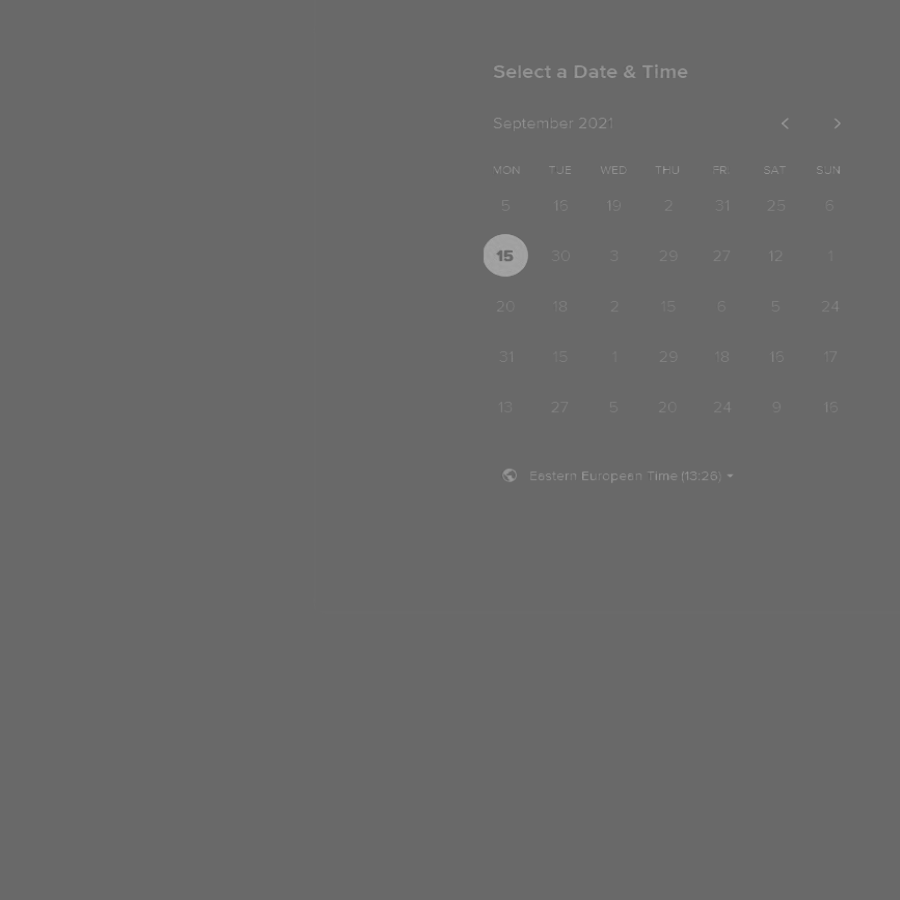 Select a Date & Time
September 2021
MON TUE WED THU FRI SAT SUN
5 16 19 2 31 25 6
15 30 3 29 27 12 1
20 18 2 15 6 5 24
31 15 1 29 18 16 17
13 27 5 20 24 9 16
Eastern European Time (13:26)